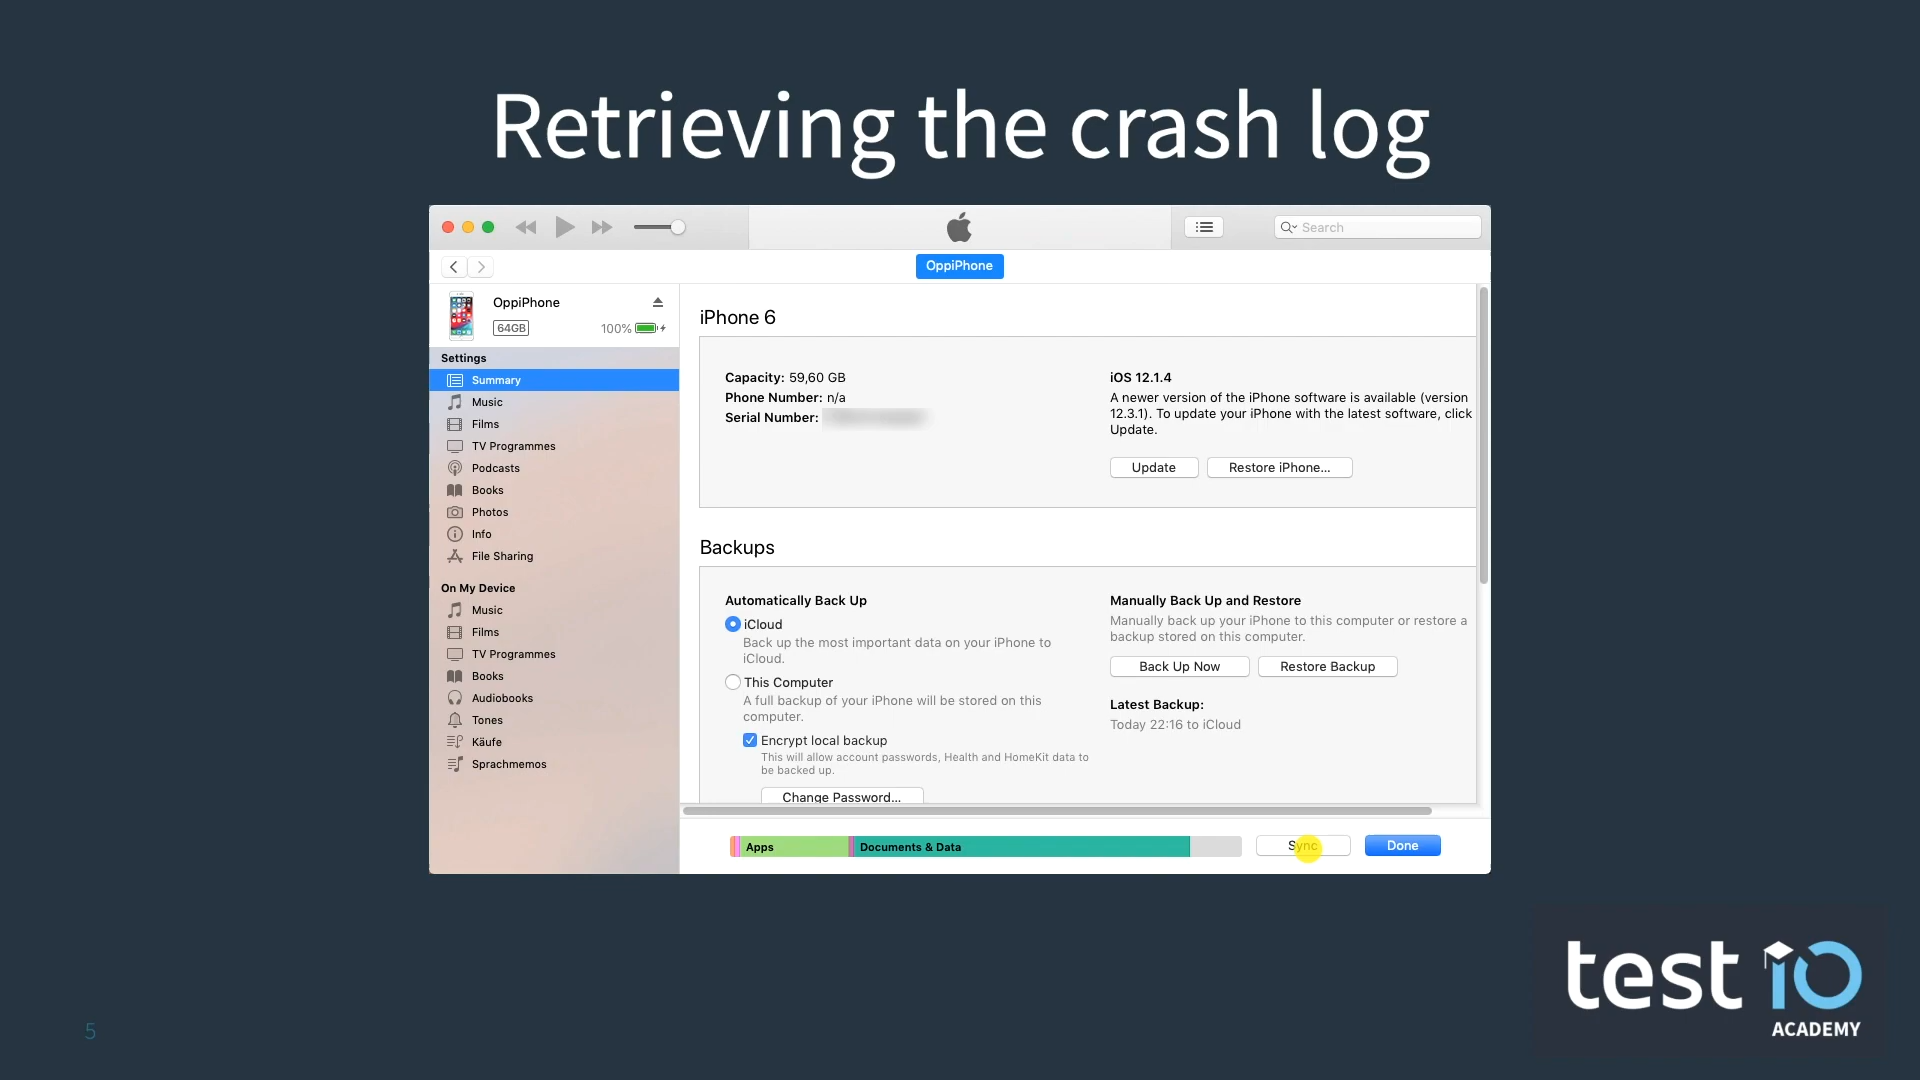 Retrieving the crash log
Search
OppiPhone
OppiPhone
64GB
100%
Settings
Summary
Music
Films
TV Programmes
Podcasts
Books
Photos
Info
File Sharing
On My Device
Music
Films
TV Programmes
Books
Audiobooks
Tones
Käufe
Sprachmemos
iPhone 6
Capacity: 59,60 GB
Phone Number: n/a
Serial Number:
iOS 12.1.4
A newer version of the iPhone software is available (version
12.3.1). To update your iPhone with the latest software, click
Update.
Update
Restore iPhone...
Backups
Automatically Back Up
iCloud
Back up the most important data on your iPhone to
iCloud.
This Computer
A full backup of your iPhone will be stored on this
computer.
Encrypt local backup
This will allow account passwords, Health and HomeKit data to
be backed up.
Change Password...
Manually Back Up and Restore
Manually back up your iPhone to this computer or restore a
backup stored on this computer.
Back Up Now
Restore Backup
Latest Backup:
Today 22:16 to iCloud
Apps
Documents & Data
Sync
Done
test iO
ACADEMY
5